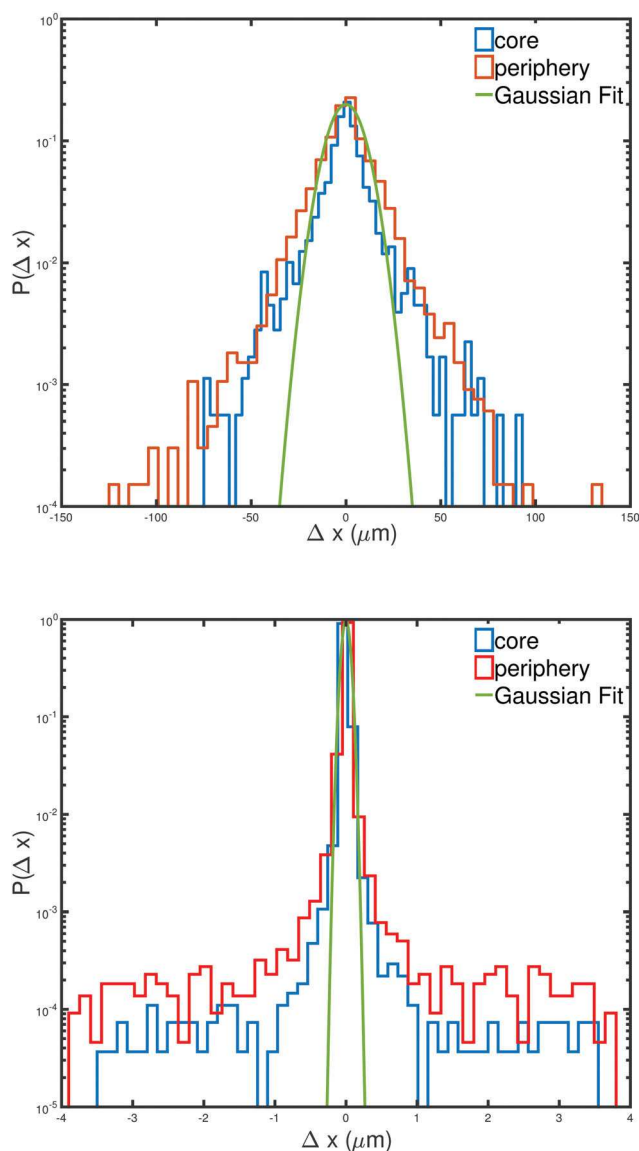 10^0
10^-1
10^-2
10^-3
10^-4
P(Δ x)
core
periphery
Gaussian Fit
-150 -100 -50 0 50 100 150
Δ x (μm)
10^0
10^-1
10^-2
10^-3
10^-4
10^-5
P(Δ x)
core
periphery
Gaussian Fit
-4 -3 -2 -1 0 1 2 3 4
Δ x (μm)